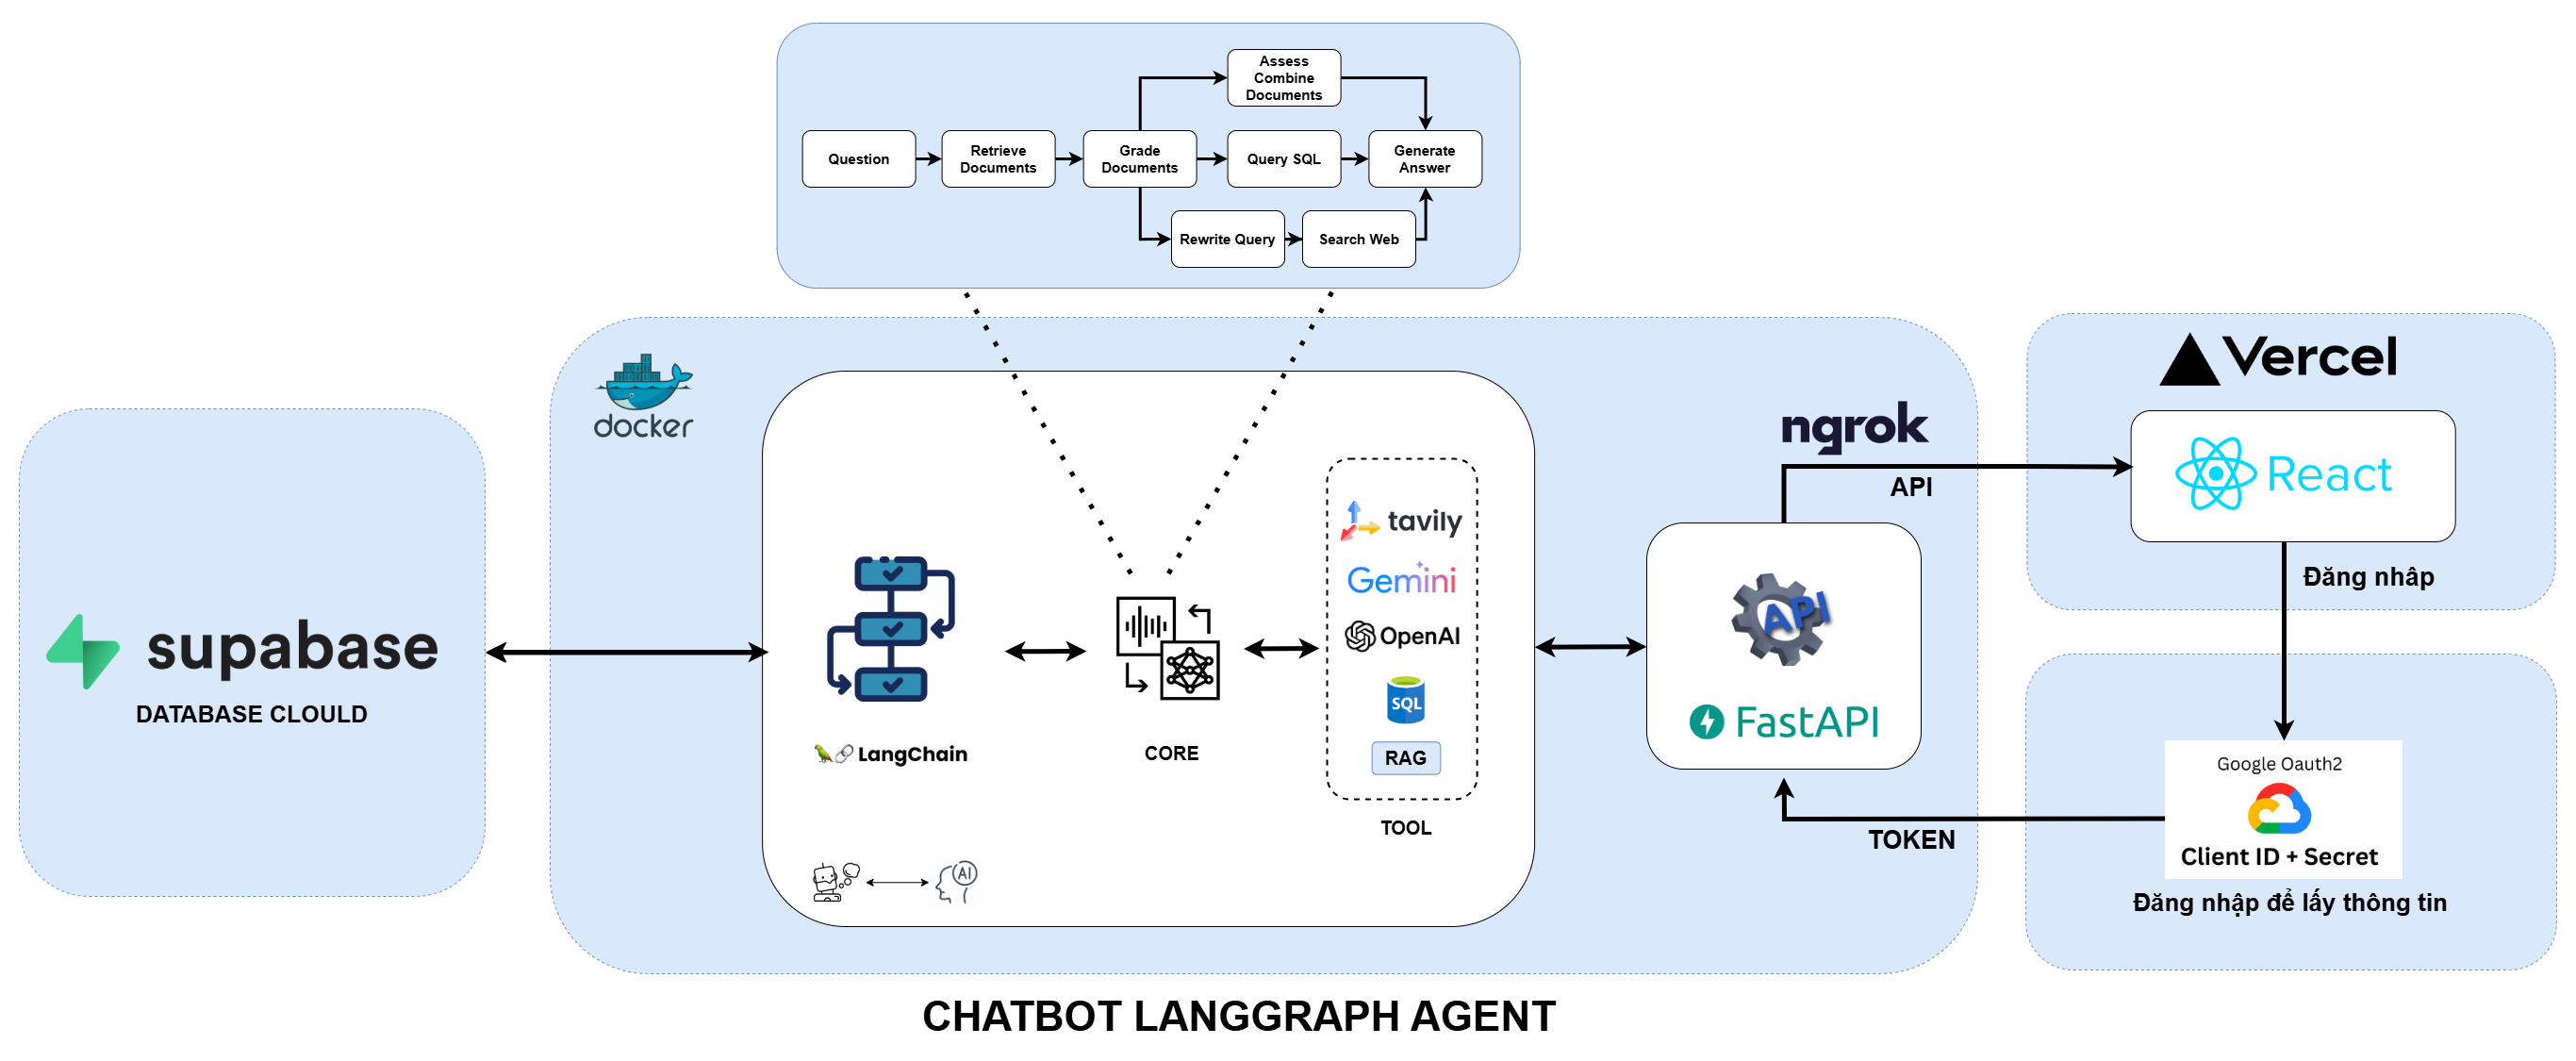 Assess
Combine
Documents
Question
Retrieve
Documents
Grade
Documents
Query SQL
Generate
Answer
Rewrite Query
Search Web
docker
ngrok
API
Vercel
React
Đăng nhâp
supabase
DATABASE CLOULD
LangChain
CORE
tavily
Gemini
OpenAI
SQL
RAG
TOOL
AI
API
FastAPI
TOKEN
Google Oauth2
Client ID + Secret
Đăng nhập để lấy thông tin
CHATBOT LANGGRAPH AGENT